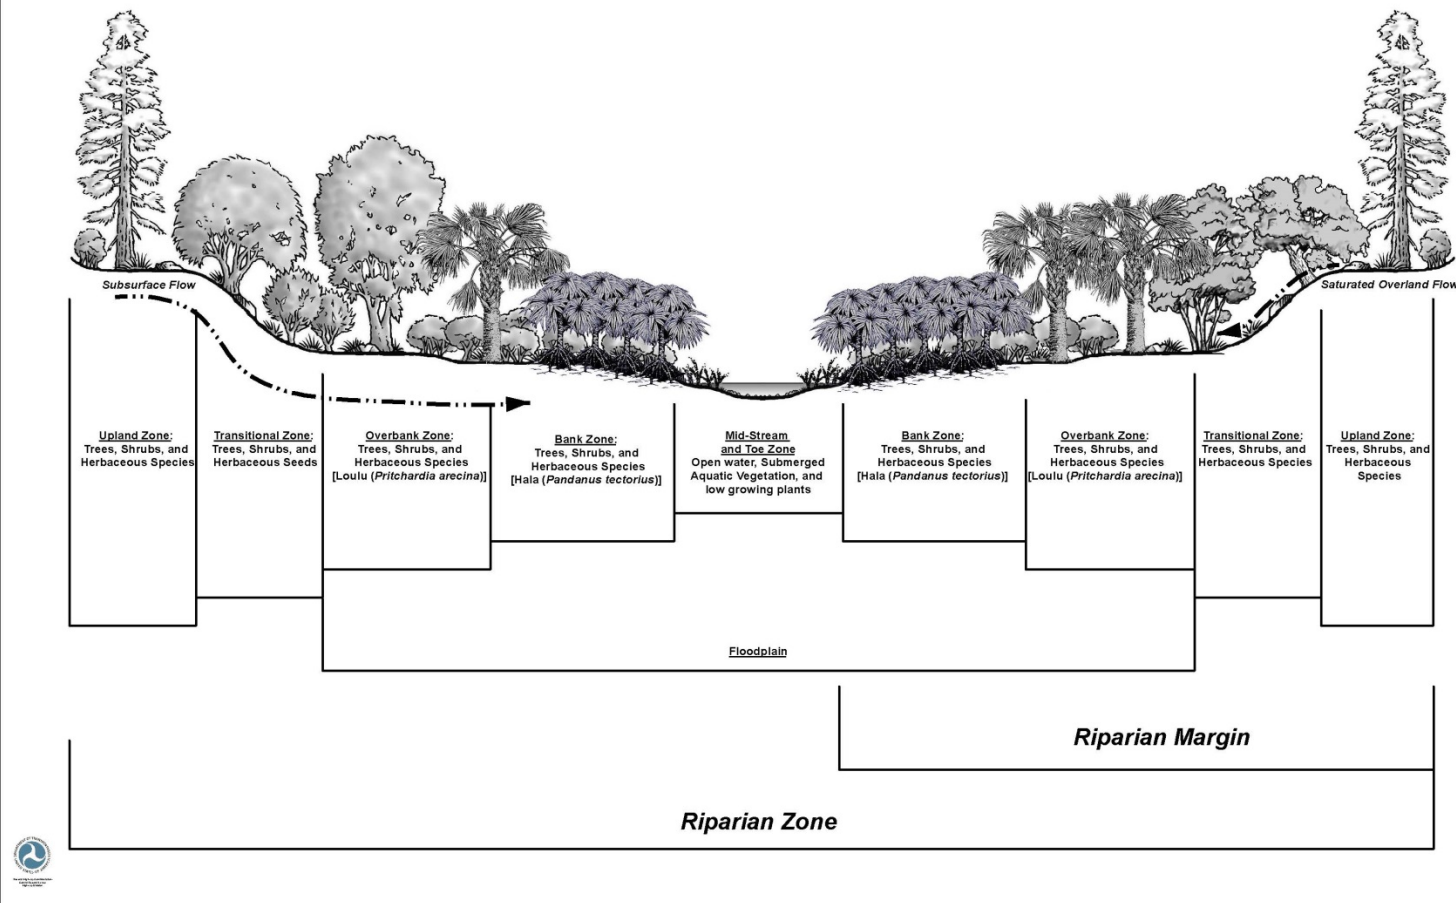 Subsurface Flow
Saturated Overland Flow
Upland Zone:
Trees, Shrubs, and
Herbaceous Species
Transitional Zone:
Trees, Shrubs, and
Herbaceous Seeds
Overbank Zone:
Trees, Shrubs, and
Herbaceous Species
[Loulu (Pritchardia arecina)]
Bank Zone:
Trees, Shrubs, and
Herbaceous Species
[Hala (Pandanus tectorius)]
Mid-Stream
and Toe Zone
Open water, Submerged
Aquatic Vegetation, and
low growing plants
Bank Zone:
Trees, Shrubs, and
Herbaceous Species
[Hala (Pandanus tectorius)]
Overbank Zone:
Trees, Shrubs, and
Herbaceous Species
[Loulu (Pritchardia arecina)]
Transitional Zone:
Trees, Shrubs, and
Herbaceous Species
Upland Zone:
Trees, Shrubs, and
Herbaceous
Species
Floodplain
Riparian Margin
Riparian Zone